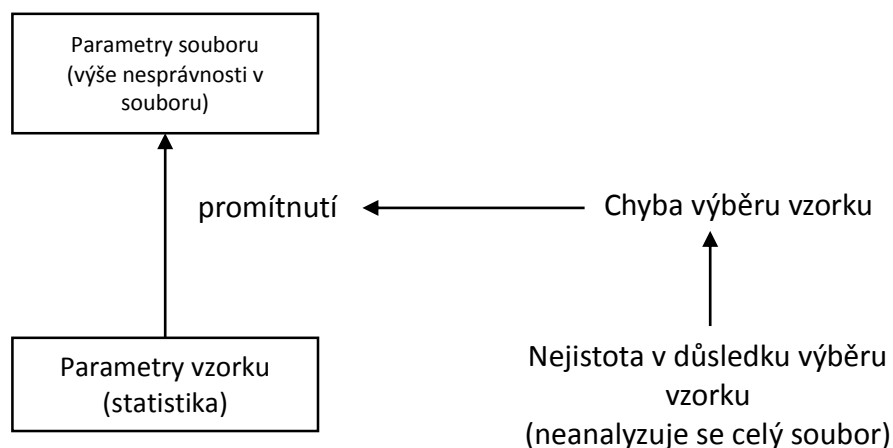 Parametry souboru
(výše nesprávnosti v
souboru)
promítnutí
Chyba výběru vzorku
Parametry vzorku
(statistika)
Nejistota v důsledku výběru
vzorku
(neanalyzuje se celý soubor)